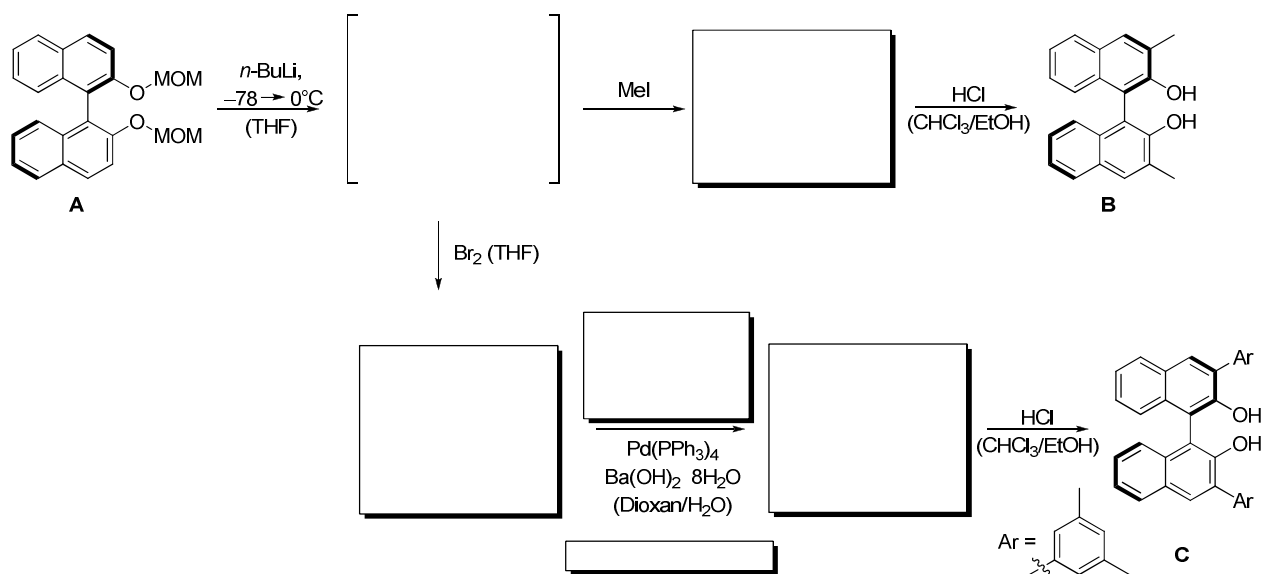 O
MOM
O
MOM
A
n-BuLi,
–78 → 0°C
(THF)
MeI
HCl
(CHCl3/EtOH)
OH
OH
B
Br2 (THF)
Pd(PPh3)4
Ba(OH)2 8H2O
(Dioxan/H2O)
HCl
(CHCl3/EtOH)
Ar
OH
OH
Ar
Ar =
C